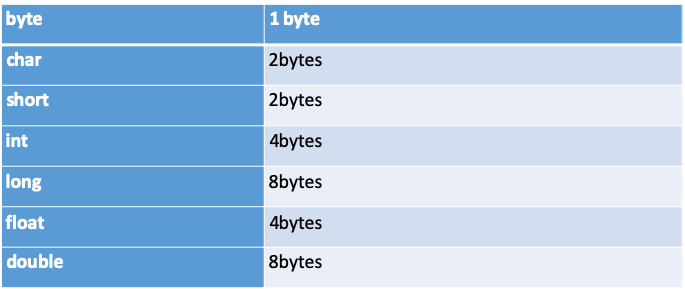 byte 1 byte
char 2bytes
short 2bytes
int 4bytes
long 8bytes
float 4bytes
double 8bytes